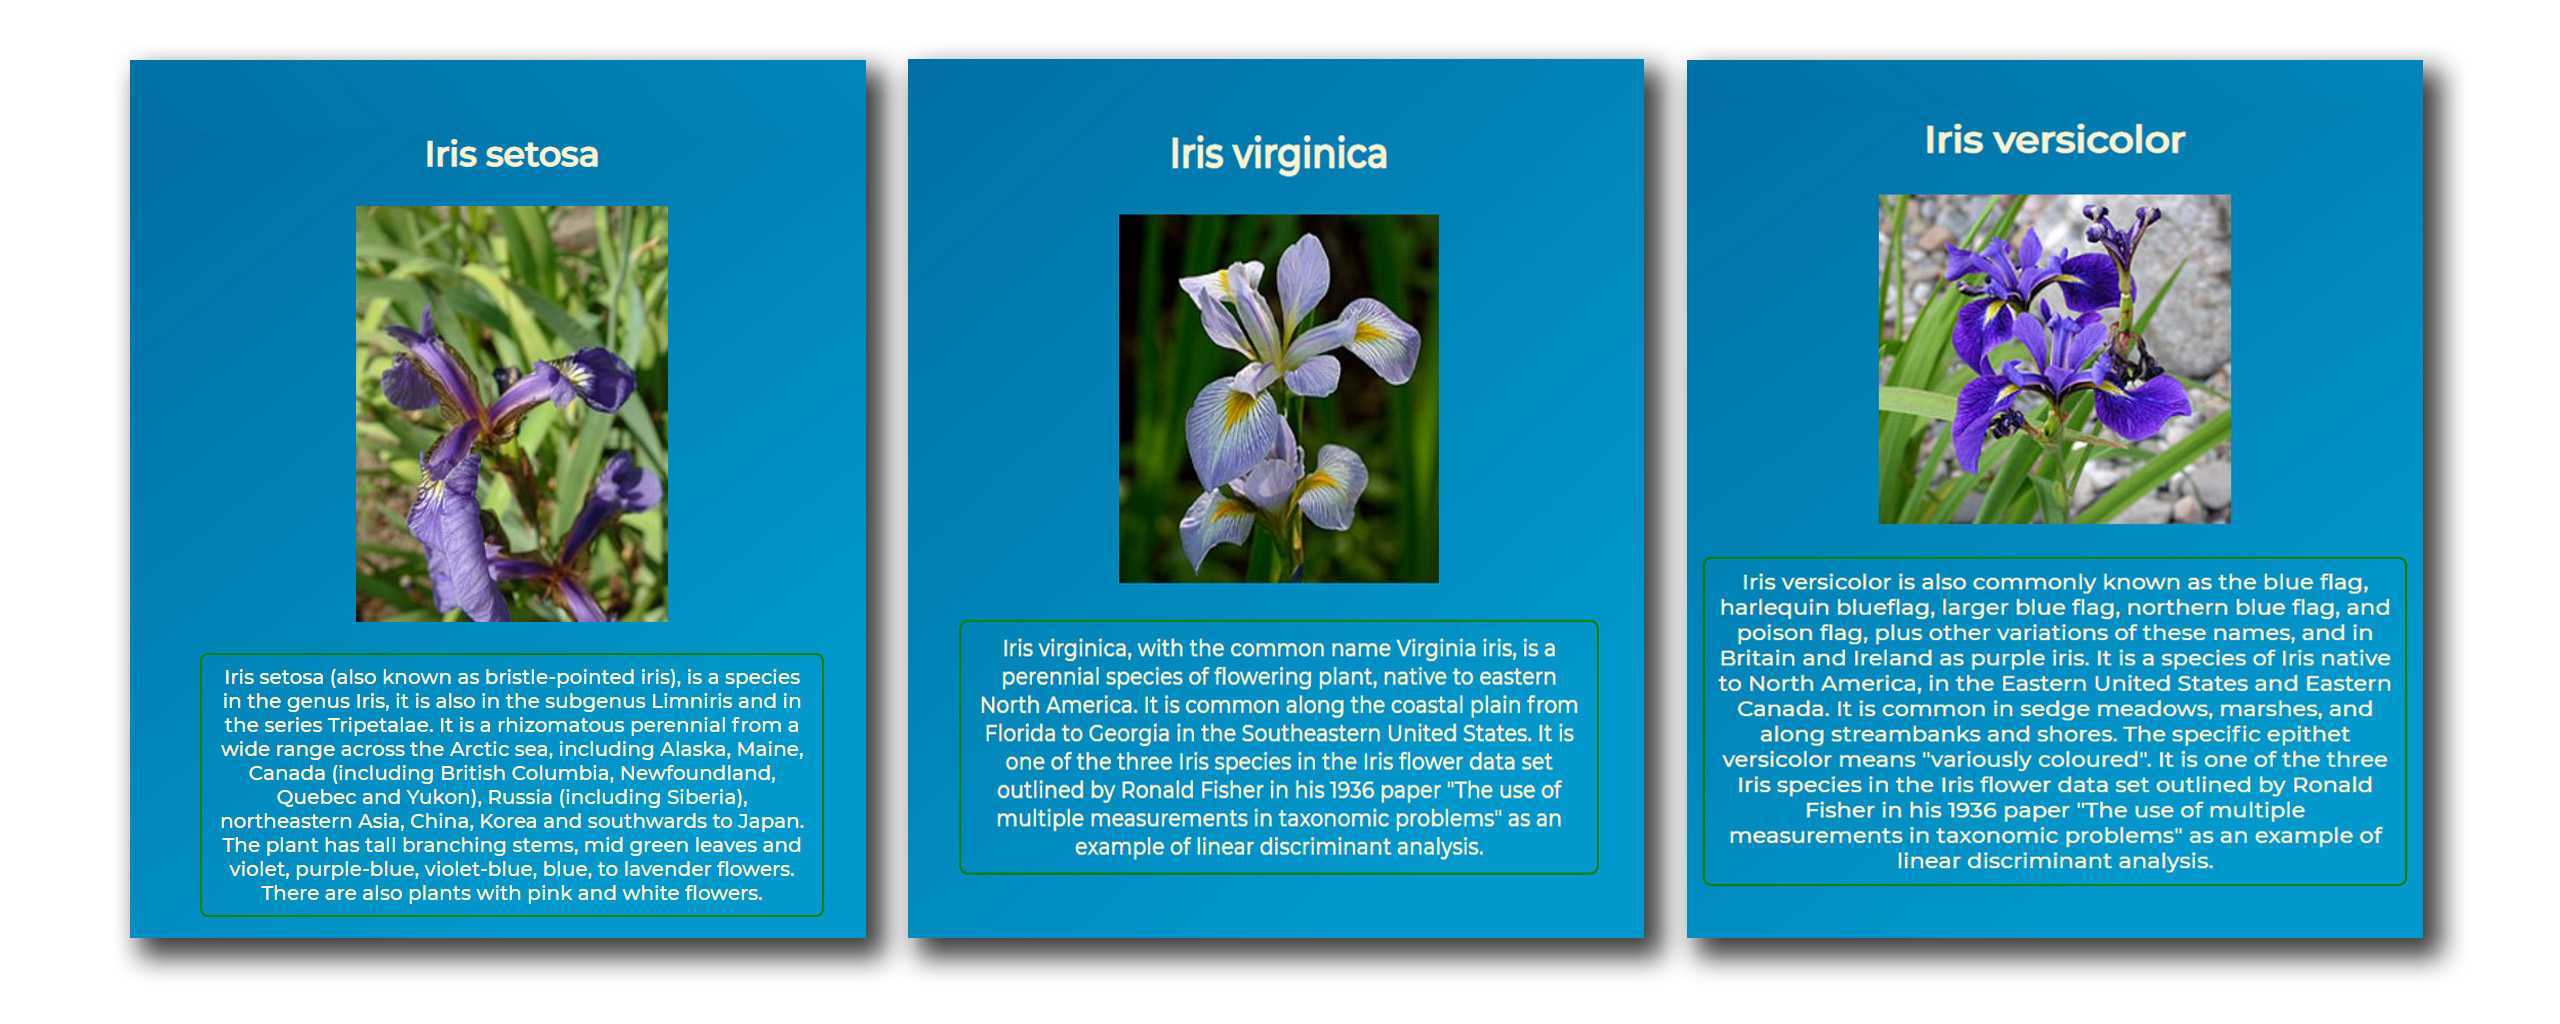 Iris setosa
Iris setosa (also known as bristle-pointed iris), is a species
in the genus Iris, it is also in the subgenus Limniris and in
the series Tripetalae. It is a rhizomatous perennial from a
wide range across the Arctic sea, including Alaska, Maine,
Canada (including British Columbia, Newfoundland,
Quebec and Yukon), Russia (including Siberia),
northeastern Asia, China, Korea and southwards to Japan.
The plant has tall branching stems, mid green leaves and
violet, purple-blue, violet-blue, blue, to lavender flowers.
There are also plants with pink and white flowers.
Iris virginica
Iris virginica, with the common name Virginia iris, is a
perennial species of flowering plant, native to eastern
North America. It is common along the coastal plain from
Florida to Georgia in the Southeastern United States. It is
one of the three Iris species in the Iris flower data set
outlined by Ronald Fisher in his 1936 paper "The use of
multiple measurements in taxonomic problems" as an
example of linear discriminant analysis.
Iris versicolor
Iris versicolor is also commonly known as the blue flag,
harlequin blueflag, larger blue flag, northern blue flag, and
poison flag, plus other variations of these names, and in
Britain and Ireland as purple iris. It is a species of Iris native
to North America, in the Eastern United States and Eastern
Canada. It is common in sedge meadows, marshes, and
along streambanks and shores. The specific epithet
versicolor means "variously coloured". It is one of the three
Iris species in the Iris flower data set outlined by Ronald
Fisher in his 1936 paper "The use of multiple
measurements in taxonomic problems" as an example of
linear discriminant analysis.